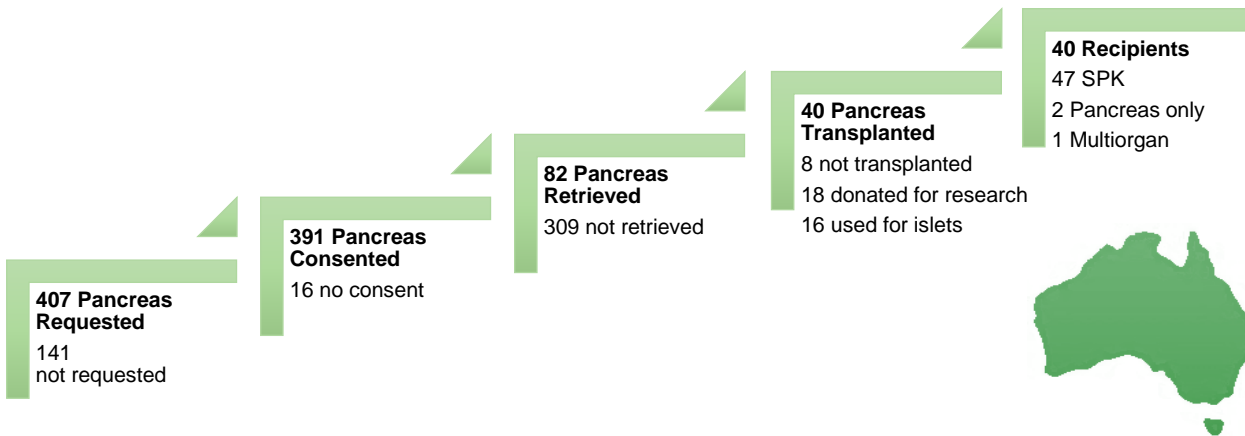 407 Pancreas
Requested
141
not requested
391 Pancreas
Consented
16 no consent
82 Pancreas
Retrieved
309 not retrieved
40 Pancreas
Transplanted
8 not transplanted
18 donated for research
16 used for islets
40 Recipients
47 SPK
2 Pancreas only
1 Multiorgan